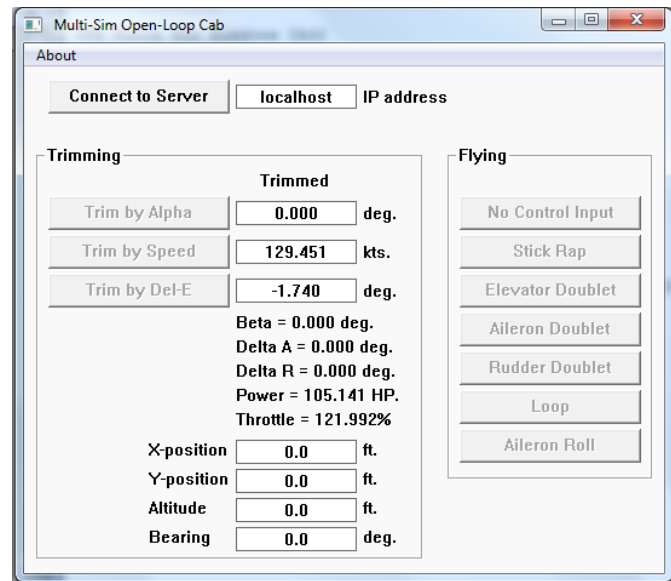 Multi-Sim Open-Loop Cab
About
Connect to Server localhost IP address
Trimming
Trimmed
Trim by Alpha 0.000 deg.
Trim by Speed 129.451 kts.
Trim by Del-E -1.740 deg.
Beta = 0.000 deg.
Delta A = 0.000 deg.
Delta R = 0.000 deg.
Power = 105.141 HP.
Throttle = 121.992%
X-position 0.0 ft.
Y-position 0.0 ft.
Altitude 0.0 ft.
Bearing 0.0 deg.
Flying
No Control Input
Stick Rap
Elevator Doublet
Aileron Doublet
Rudder Doublet
Loop
Aileron Roll